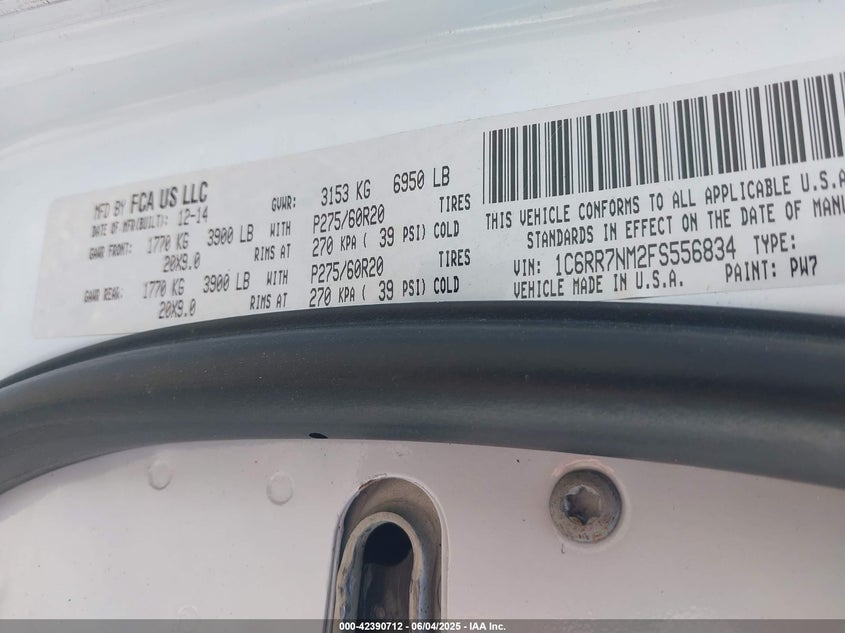 MFD BY FCA US LLC
DATE OF MFR(BUILT): 12-14
GVWR: 3153 KG 6950 LB
GAWR FRONT: 1770 KG 3900 LB WITH P275/60R20 TIRES
20X9.0 RIMS AT 270 KPA ( 39 PSI) COLD
GAWR REAR: 1770 KG 3900 LB WITH P275/60R20 TIRES
20X9.0 RIMS AT 270 KPA ( 39 PSI) COLD
THIS VEHICLE CONFORMS TO ALL APPLICABLE U.S.A
STANDARDS IN EFFECT ON THE DATE OF MANU
VIN: 1C6RR7NM2FS556834 TYPE:
VEHICLE MADE IN U.S.A. PAINT: PW7
000-42390712 - 06/04/2025 - IAA Inc.